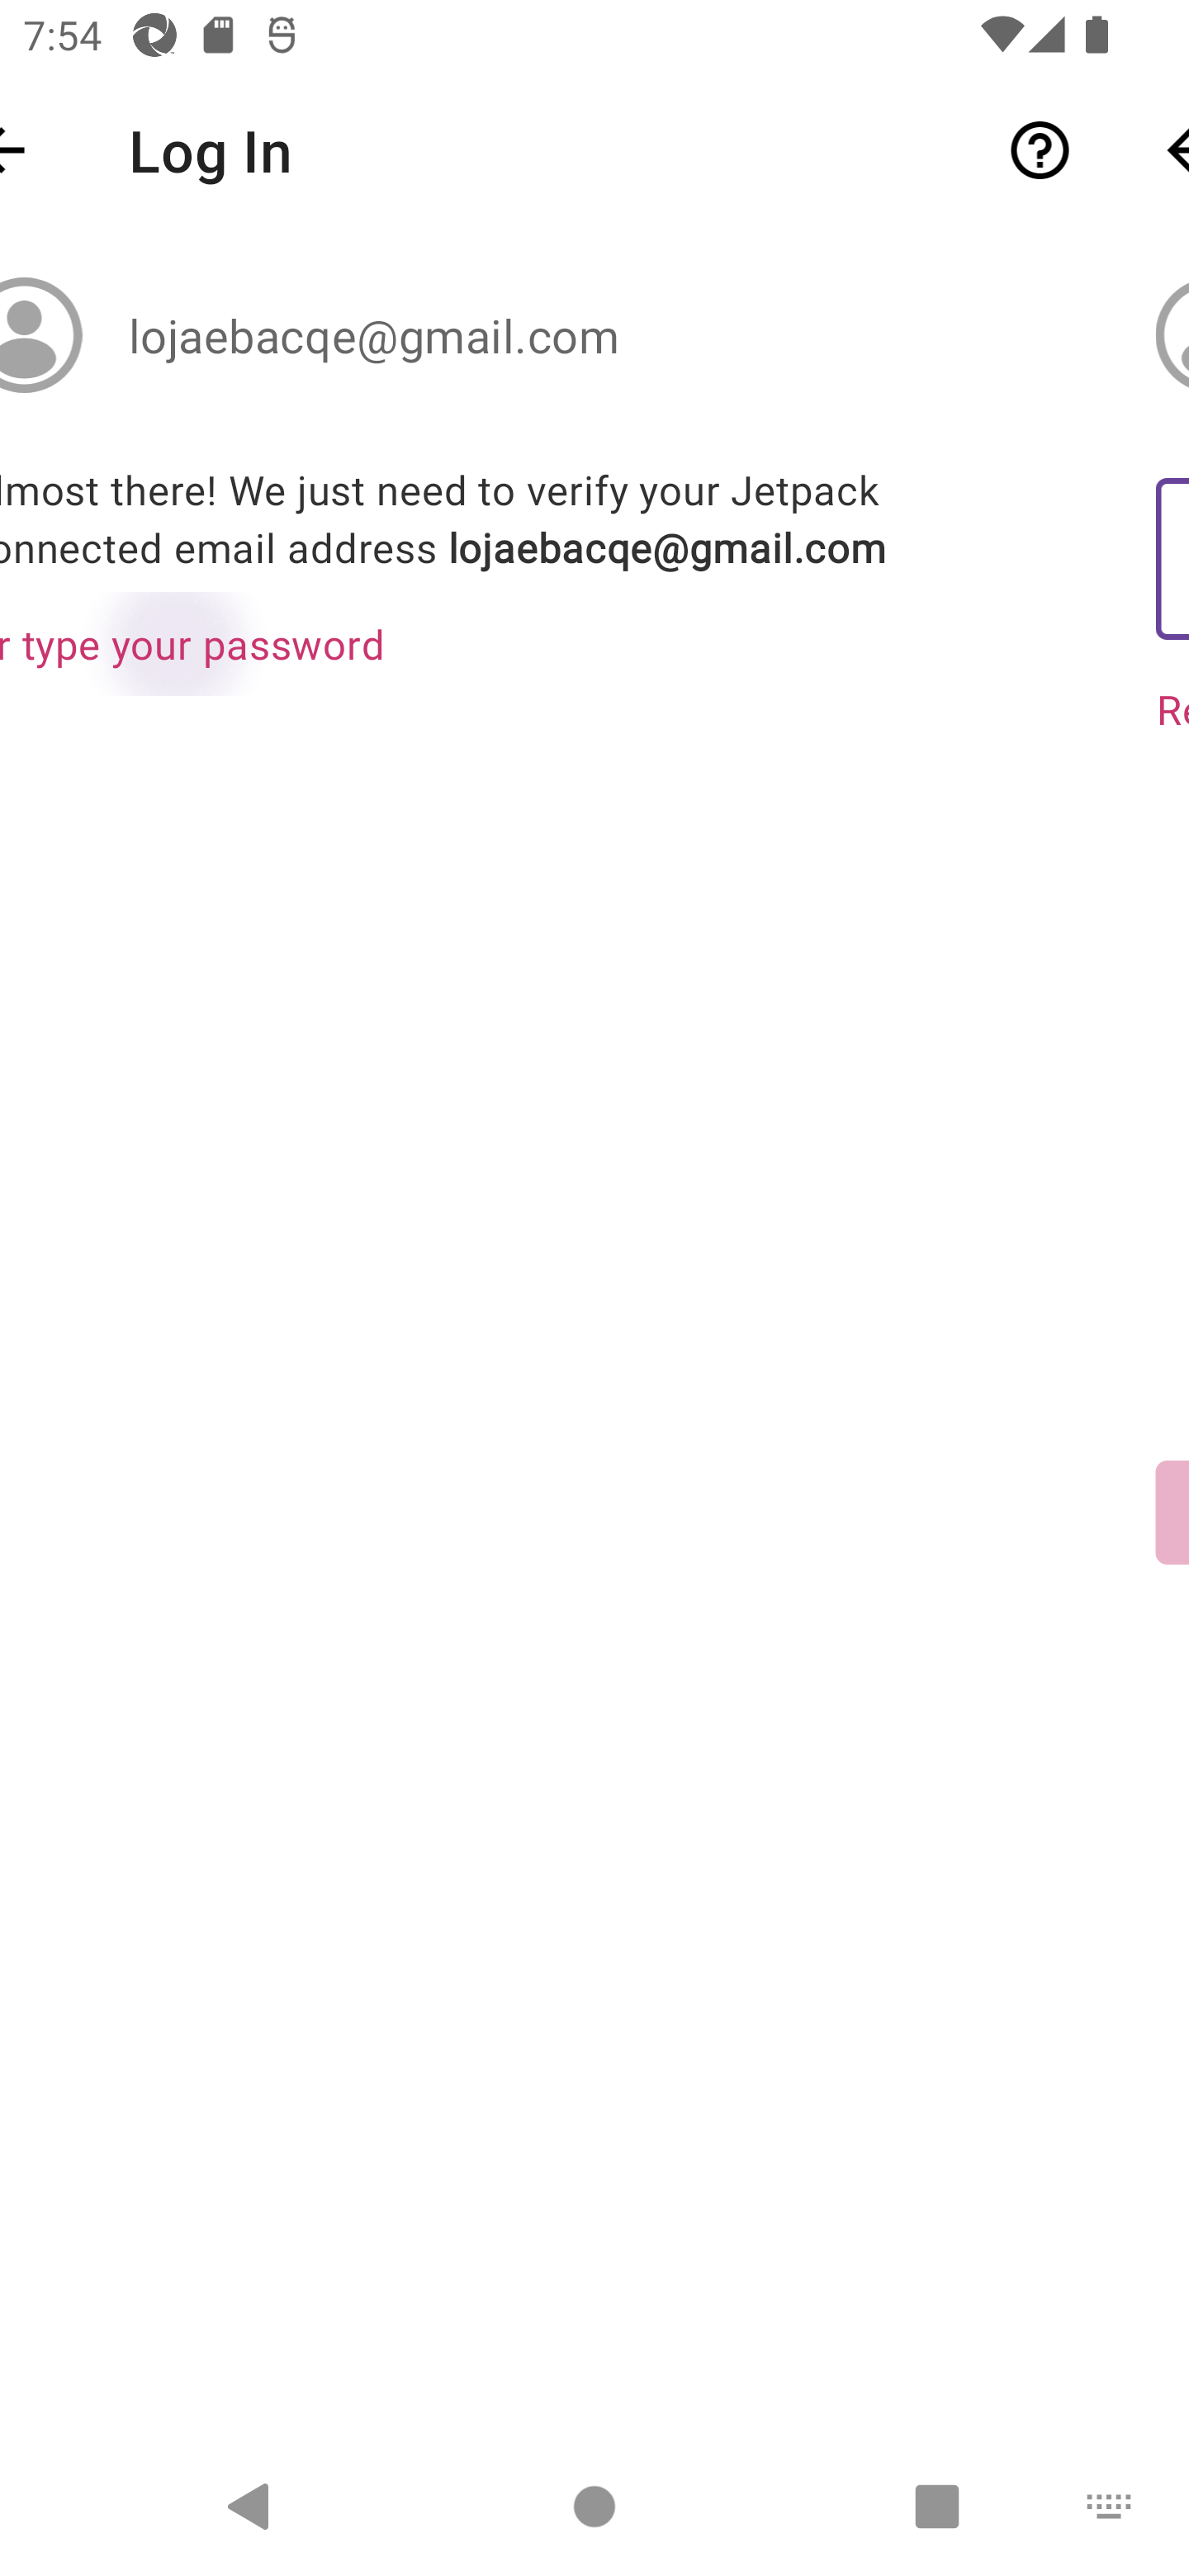 7:54
Log In
lojaebacqe@gmail.com
lmost there! We just need to verify your Jetpack
onnected email address lojaebacqe@gmail.com
r type your password
Re